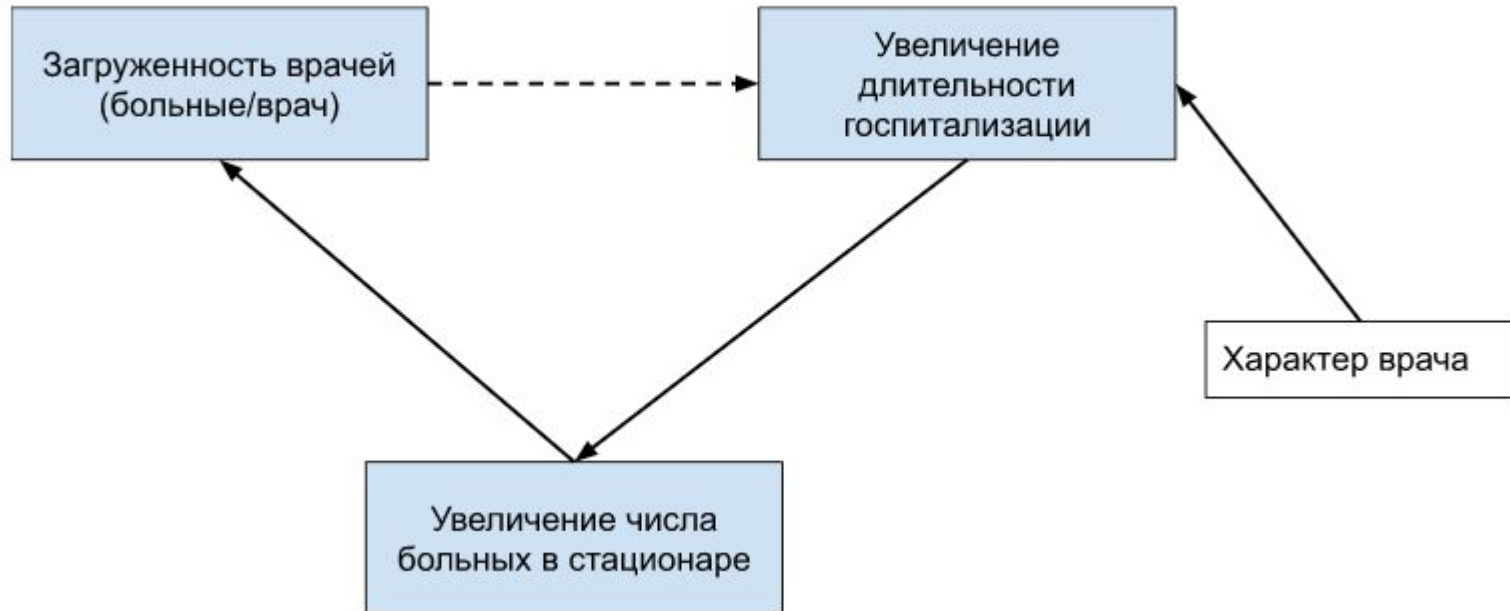 Загруженность врачей
(больные/врач)
Увеличение
длительности
госпитализации
Характер врача
Увеличение числа
больных в стационаре